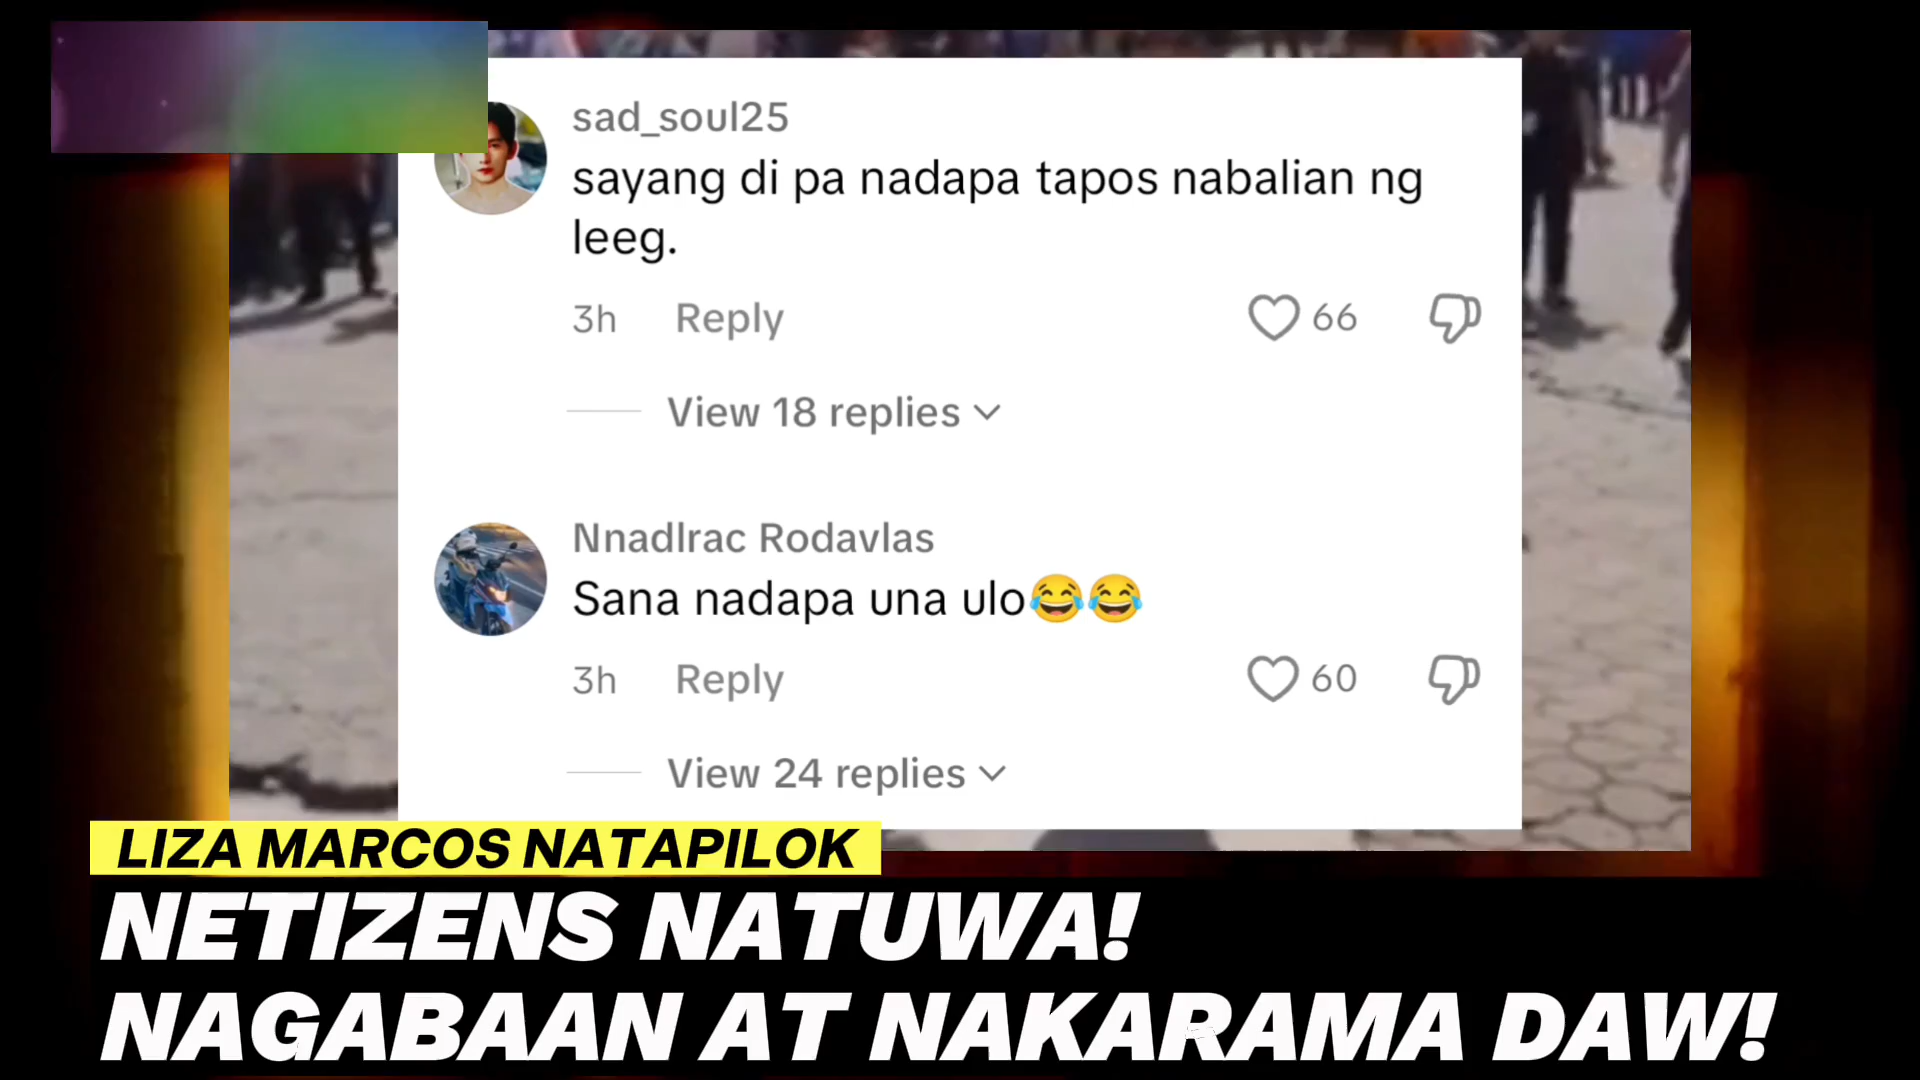 sad_soul25
sayang di pa nadapa tapos nabalian ng
leeg.
3h Reply 66
View 18 replies
Nnadlrac Rodavlas
Sana nadapa una ulo😂😂
3h Reply 60
View 24 replies
LIZA MARCOS NATAPILOK
NETIZENS NATUWA!
NAGABAAN AT NAKARAMA DAW!